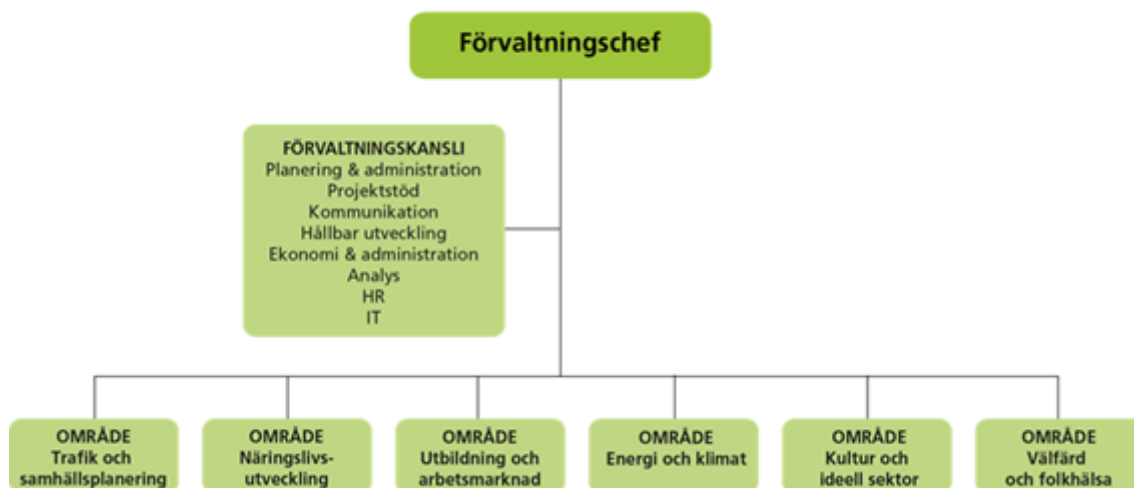 Förvaltningschef
FÖRVALTNINGSKANSLI
Planering & administration
Projektstöd
Kommunikation
Hållbar utveckling
Ekonomi & administration
Analys
HR
IT
OMRÅDE
Trafik och
samhällsplanering
OMRÅDE
Näringslivs-
utveckling
OMRÅDE
Utbildning och
arbetsmarknad
OMRÅDE
Energi och klimat
OMRÅDE
Kultur och
ideell sektor
OMRÅDE
Välfärd
och folkhälsa